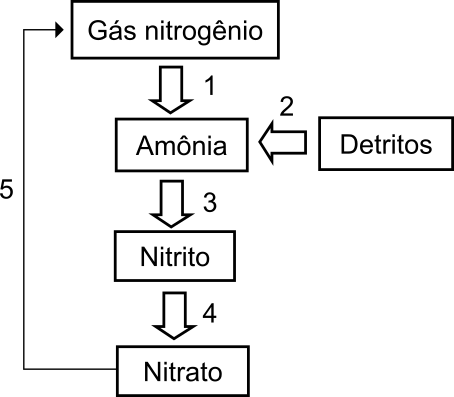 Gás nitrogênio
1
2
Amônia
Detritos
5
3
Nitrito
4
Nitrato